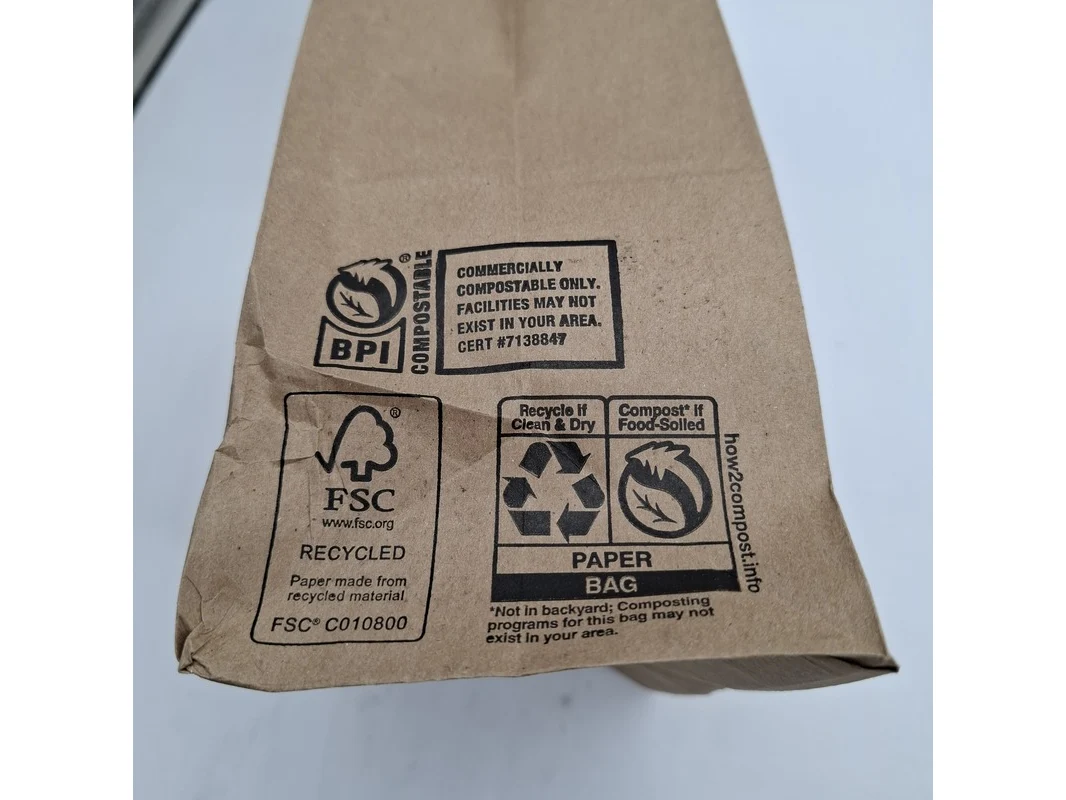 BPI
®
COMPOSTABLE
COMMERCIALLY
COMPOSTABLE ONLY.
FACILITIES MAY NOT
EXIST IN YOUR AREA.
CERT #7138847
®
FSC
www.fsc.org
RECYCLED
Paper made from
recycled material
FSC® C010800
Recycle if
Clean & Dry
Compost* if
Food-Soiled
PAPER
BAG
how2compost.info
*Not in backyard; Composting
programs for this bag may not
exist in your area.